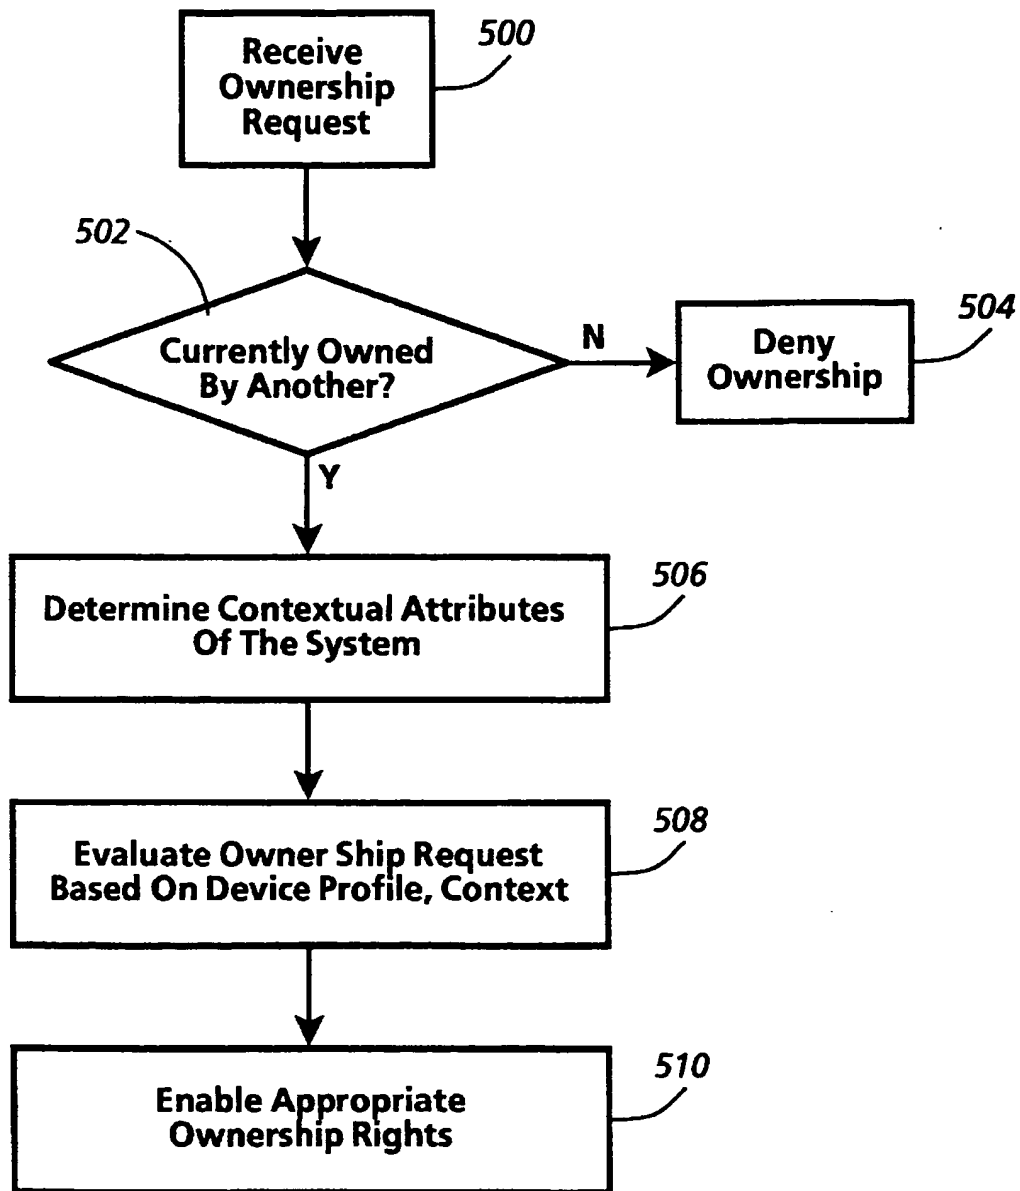 Receive
Ownership
Request
500
502
Currently Owned
By Another?
N
Deny
Ownership
504
Y
Determine Contextual Attributes
Of The System
506
Evaluate Owner Ship Request
Based On Device Profile, Context
508
Enable Appropriate
Ownership Rights
510